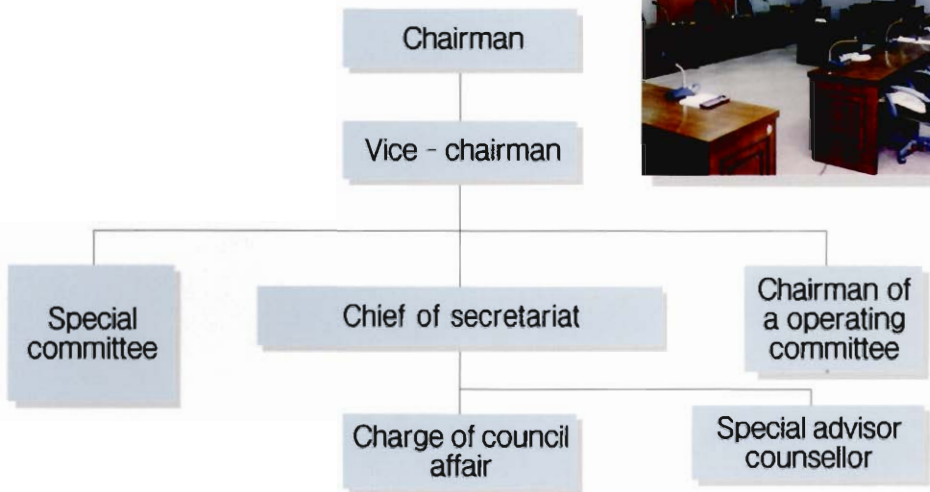 Chairman
Vice - chairman
Special
committee
Chief of secretariat
Chairman of
a operating
committee
Charge of council
affair
Special advisor
counsellor